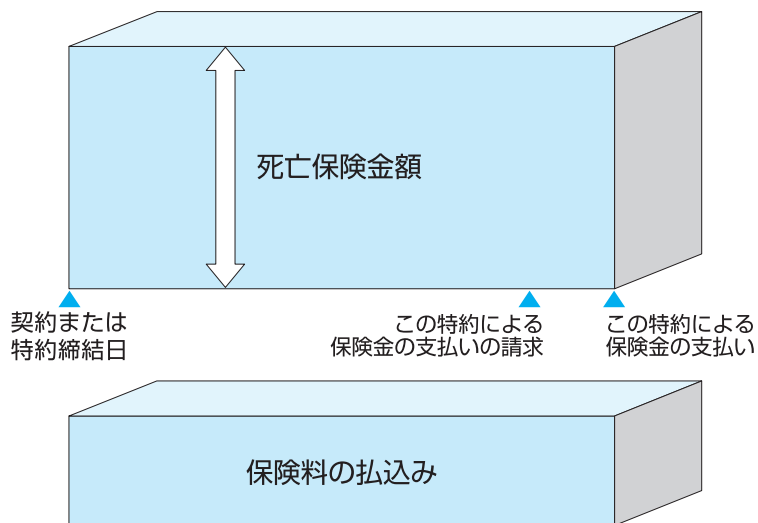 死亡保険金額
契約または
特約締結日
この特約による
保険金の支払いの請求
この特約による
保険金の支払い
保険料の払込み